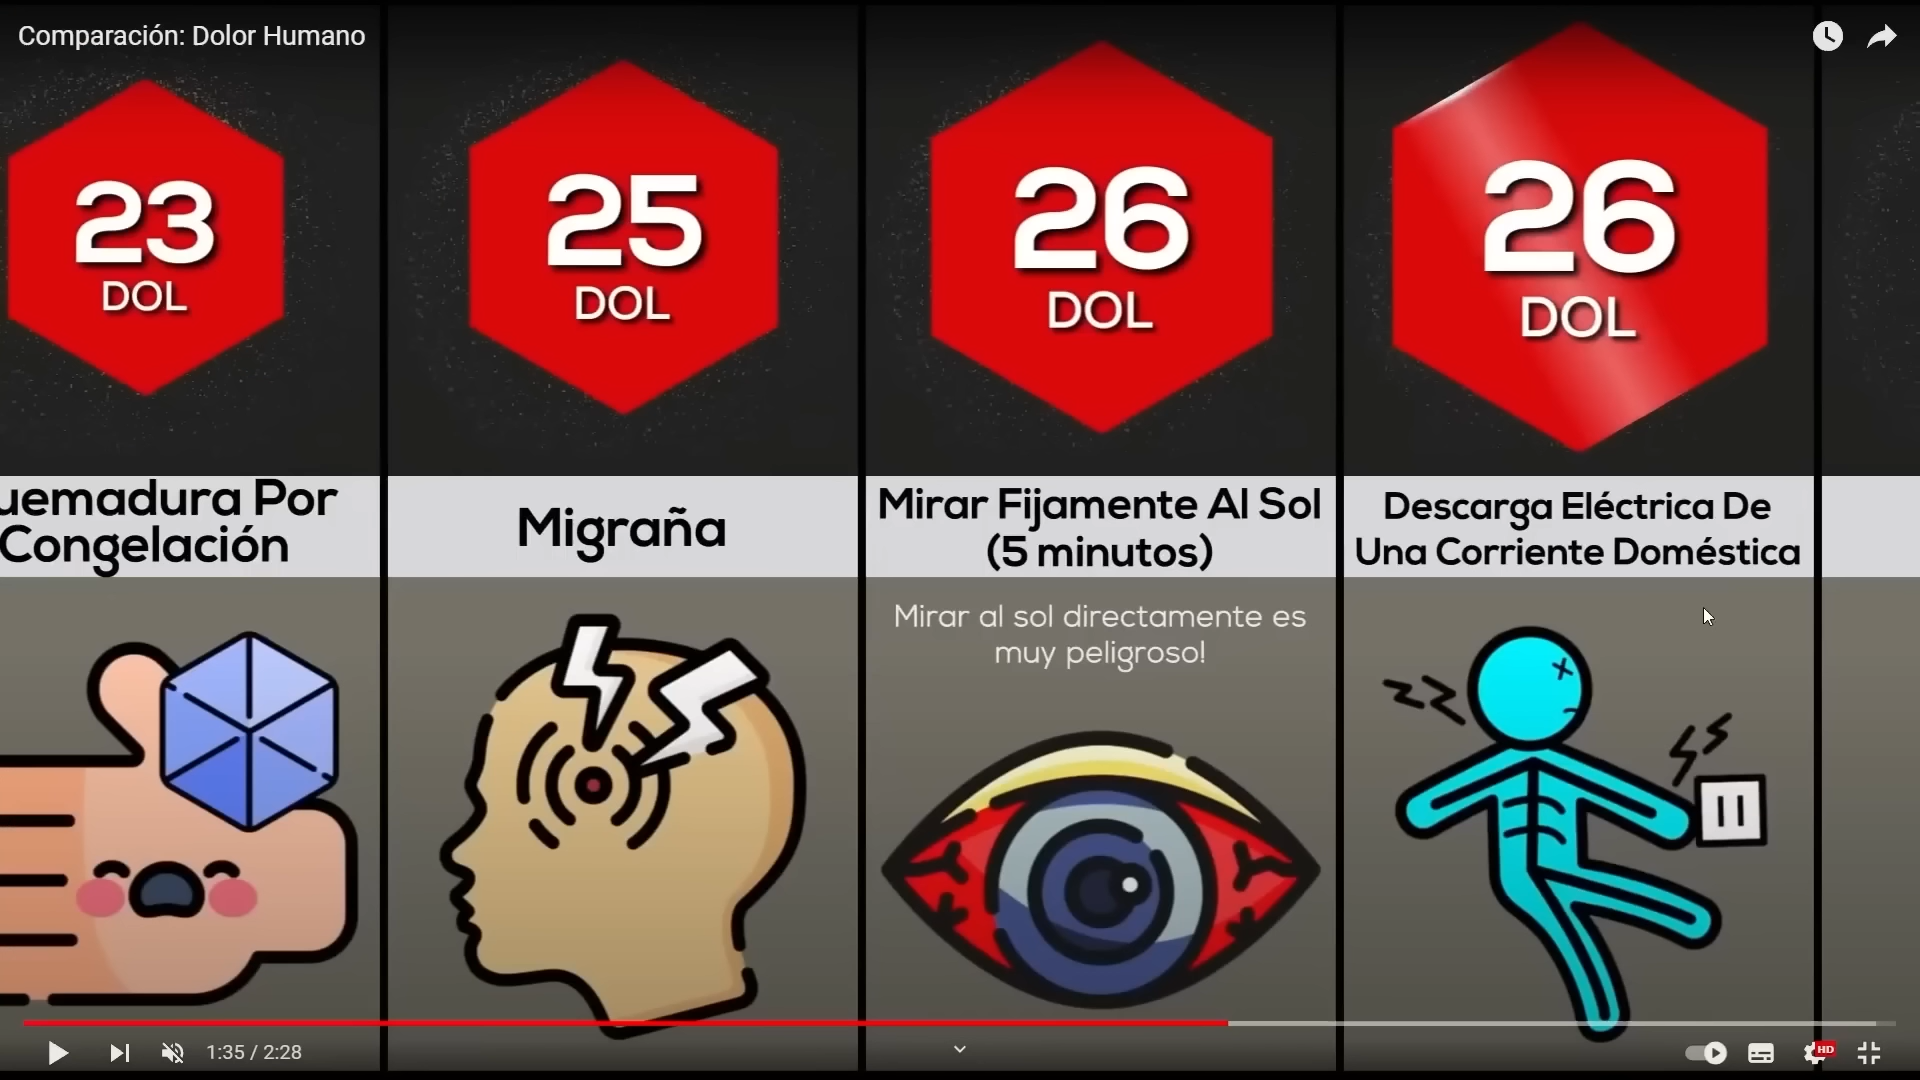 Comparación: Dolor Humano
23
DOL
25
DOL
26
DOL
26
DOL
uemadura Por
Congelación
Migraña
Mirar Fijamente Al Sol
(5 minutos)
Descarga Eléctrica De
Una Corriente Doméstica
Mirar al sol directamente es
muy peligroso!
1:35 / 2:28
HD